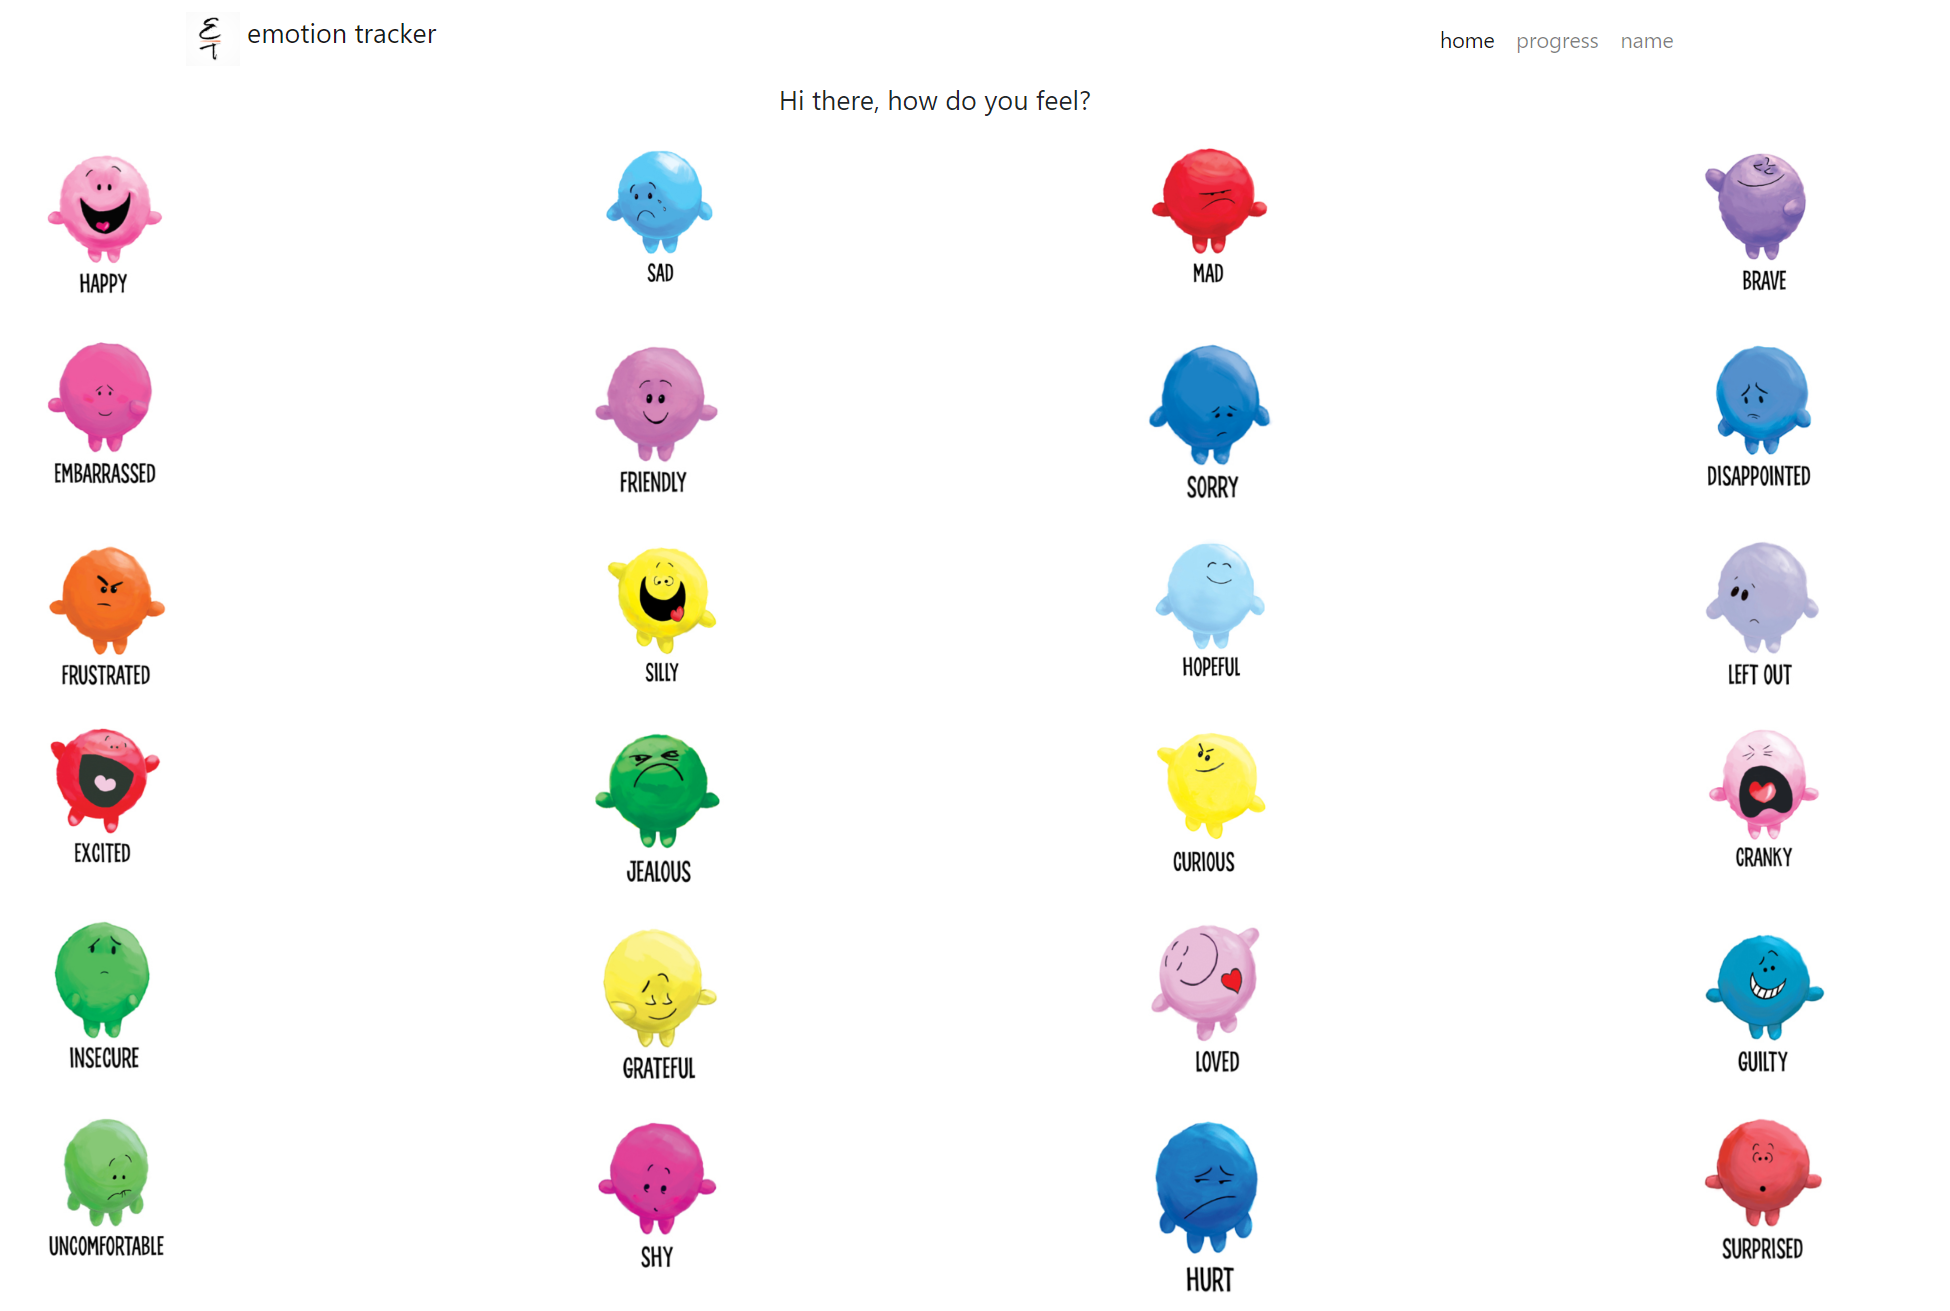 ET emotion tracker
home progress name
Hi there, how do you feel?
HAPPY SAD MAD BRAVE
EMBARRASSED FRIENDLY SORRY DISAPPOINTED
FRUSTRATED SILLY HOPEFUL LEFT OUT
EXCITED JEALOUS CURIOUS CRANKY
INSECURE GRATEFUL LOVED GUILTY
UNCOMFORTABLE SHY HURT SURPRISED